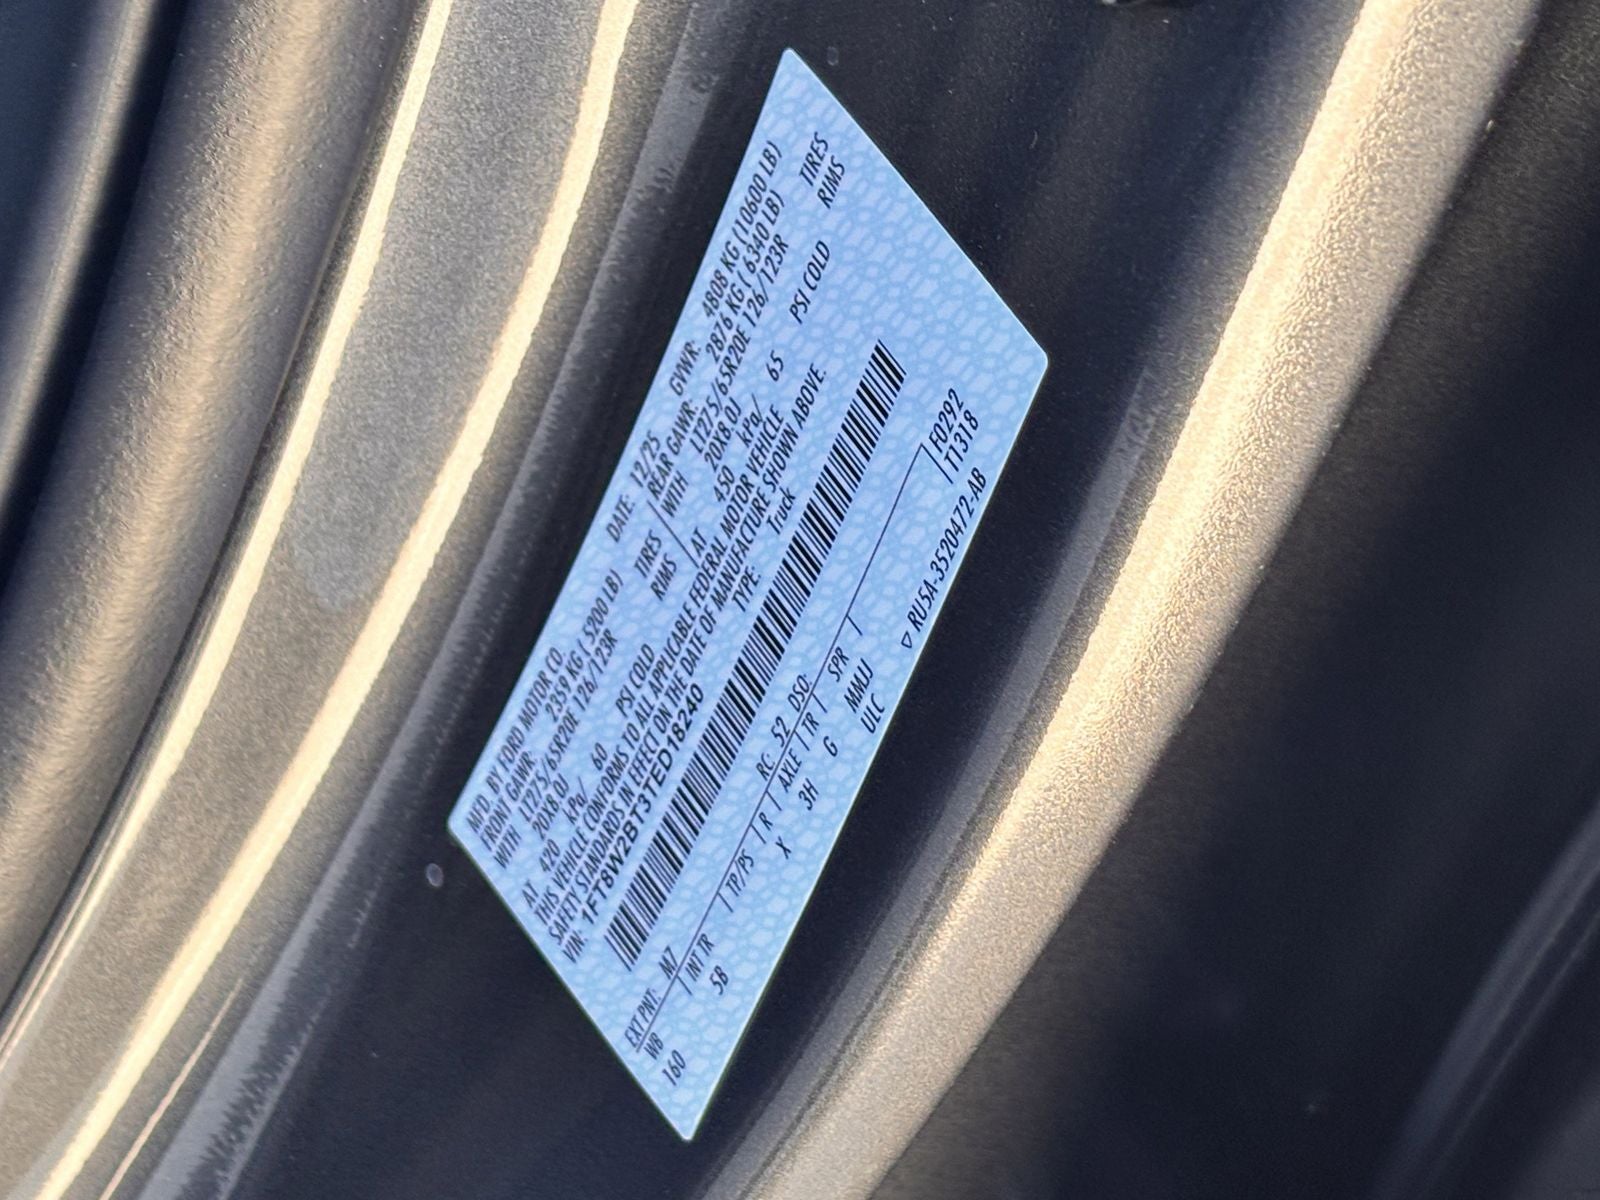 MFD. BY FORD MOTOR CO. DATE: 12/25 GVWR: 4808 KG (10600 LB)
FRONT GAWR: 2359 KG ( 5200 LB) REAR GAWR: 2876 KG ( 6340 LB)
WITH LT275/65R20E 126/123R TIRES WITH LT275/65R20E 126/123R TIRES
20X8.0J RIMS 20X8.0J RIMS
AT 420 kPa/ 60 PSI COLD AT 450 kPa/ 65 PSI COLD
THIS VEHICLE CONFORMS TO ALL APPLICABLE FEDERAL MOTOR VEHICLE
SAFETY STANDARDS IN EFFECT ON THE DATE OF MANUFACTURE SHOWN ABOVE.
VIN: 1FT8W2BT3TED18240 TYPE: Truck
EXT PNT: M7 RC: 52 DSO: F0292
WB INT TR TP/PS R AXLE TR SPR T1318
160 5B X 3H G MMJJ
ULC ▽ RU5A-3520472-AB